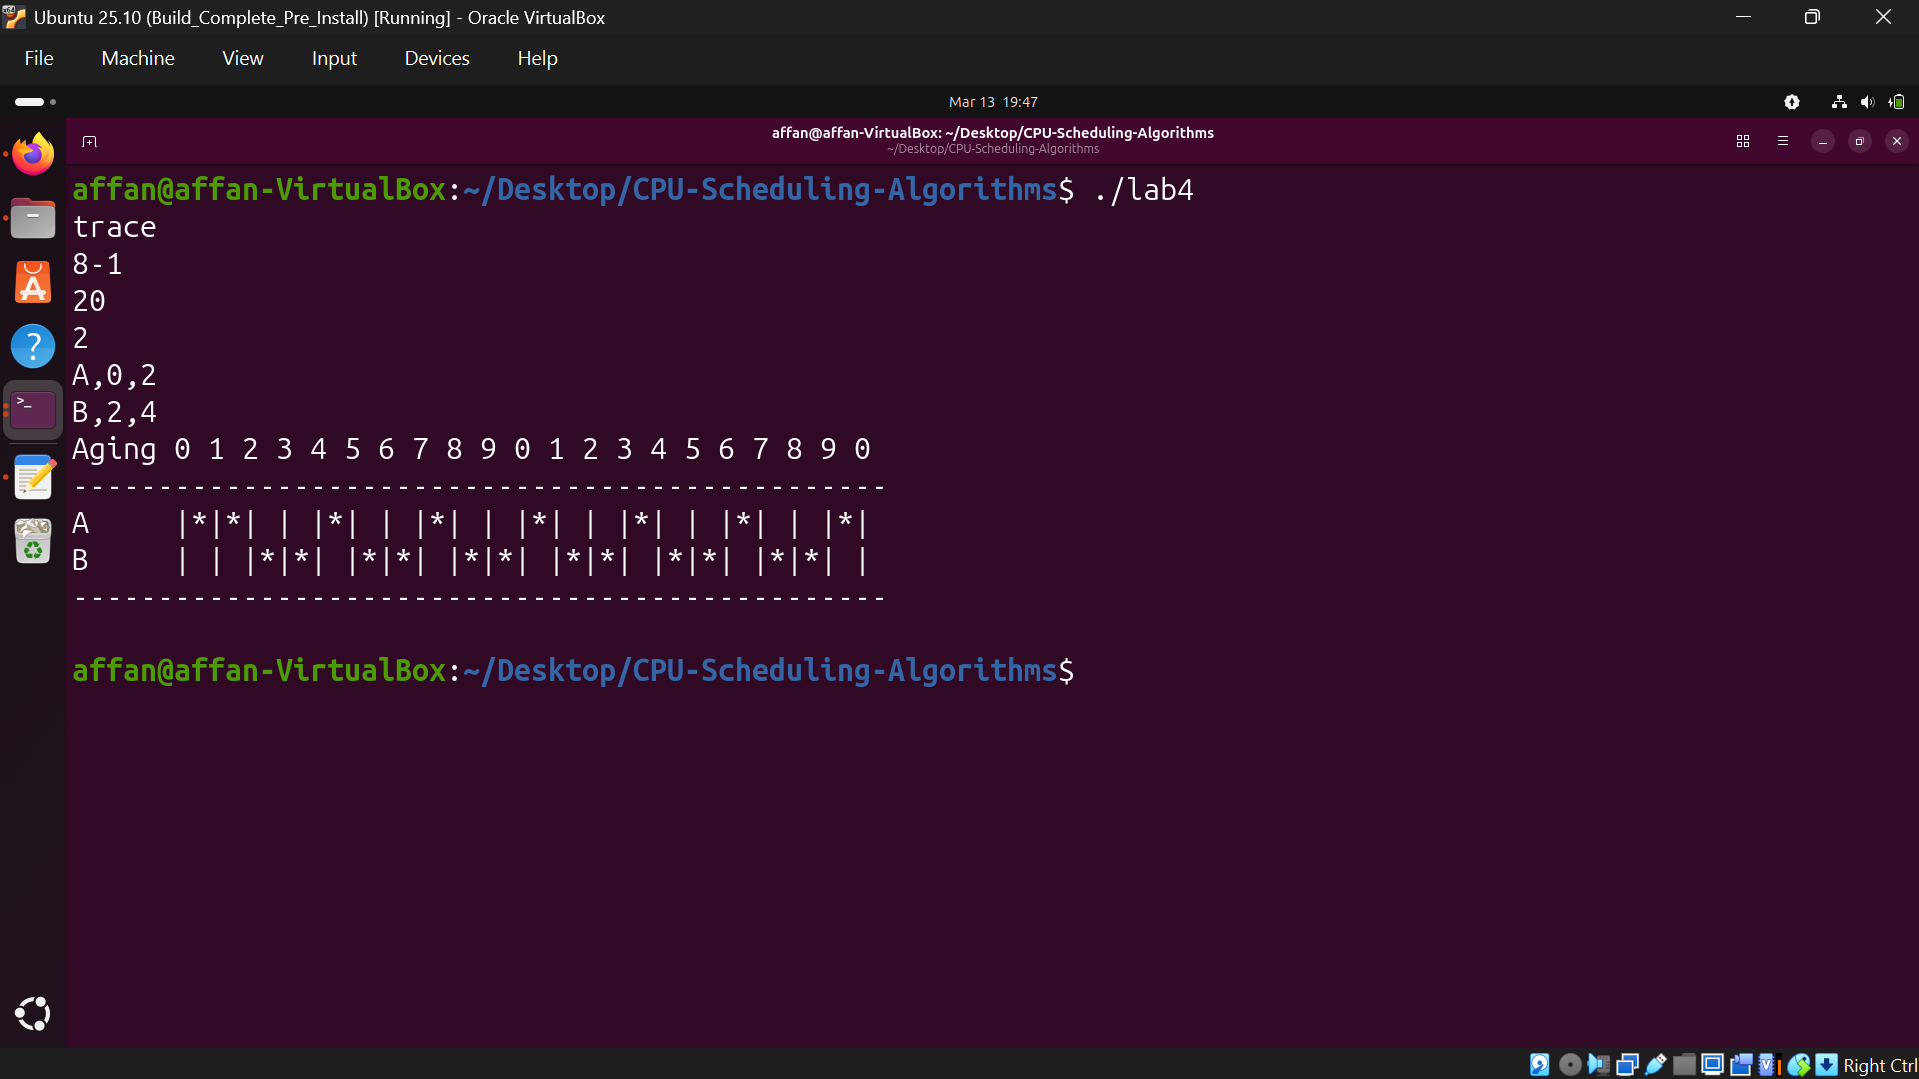 Ubuntu 25.10 (Build_Complete_Pre_Install) [Running] - Oracle VirtualBox
File Machine View Input Devices Help
Mar 13 19:47
affan@affan-VirtualBox: ~/Desktop/CPU-Scheduling-Algorithms
~/Desktop/CPU-Scheduling-Algorithms
affan@affan-VirtualBox:~/Desktop/CPU-Scheduling-Algorithms$ ./lab4
trace
8-1
20
2
A,0,2
B,2,4
Aging 0 1 2 3 4 5 6 7 8 9 0 1 2 3 4 5 6 7 8 9 0
------------------------------------------------
A     |*|*| | |*| | |*| | |*| | |*| | |*| | |*|
B     | | |*|*| |*|*| |*|*| |*|*| |*|*| |*|*| |
------------------------------------------------
affan@affan-VirtualBox:~/Desktop/CPU-Scheduling-Algorithms$
Right Ctrl